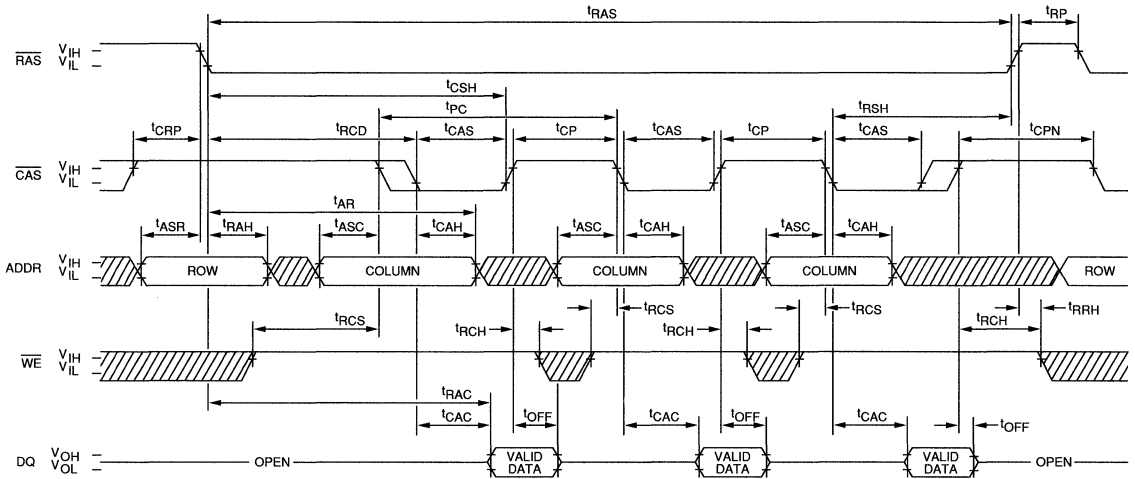 tRAS
tRP
RAS VIH VIL
tCSH
tPC
tRSH
tCRP
tRCD
tCAS
tCP
tCAS
tCP
tCAS
tCPN
CAS VIH VIL
tAR
tASR
tRAH
tASC
tCAH
tASC
tCAH
tASC
tCAH
ADDR VIH VIL
ROW
COLUMN
COLUMN
COLUMN
ROW
tRCS
tRCH
tRCS
tRCH
tRCS
tRCH
tRRH
WE VIH VIL
tRAC
tCAC
tOFF
tCAC
tOFF
tCAC
tOFF
DQ VOH VOL
OPEN
VALID DATA
VALID DATA
VALID DATA
OPEN